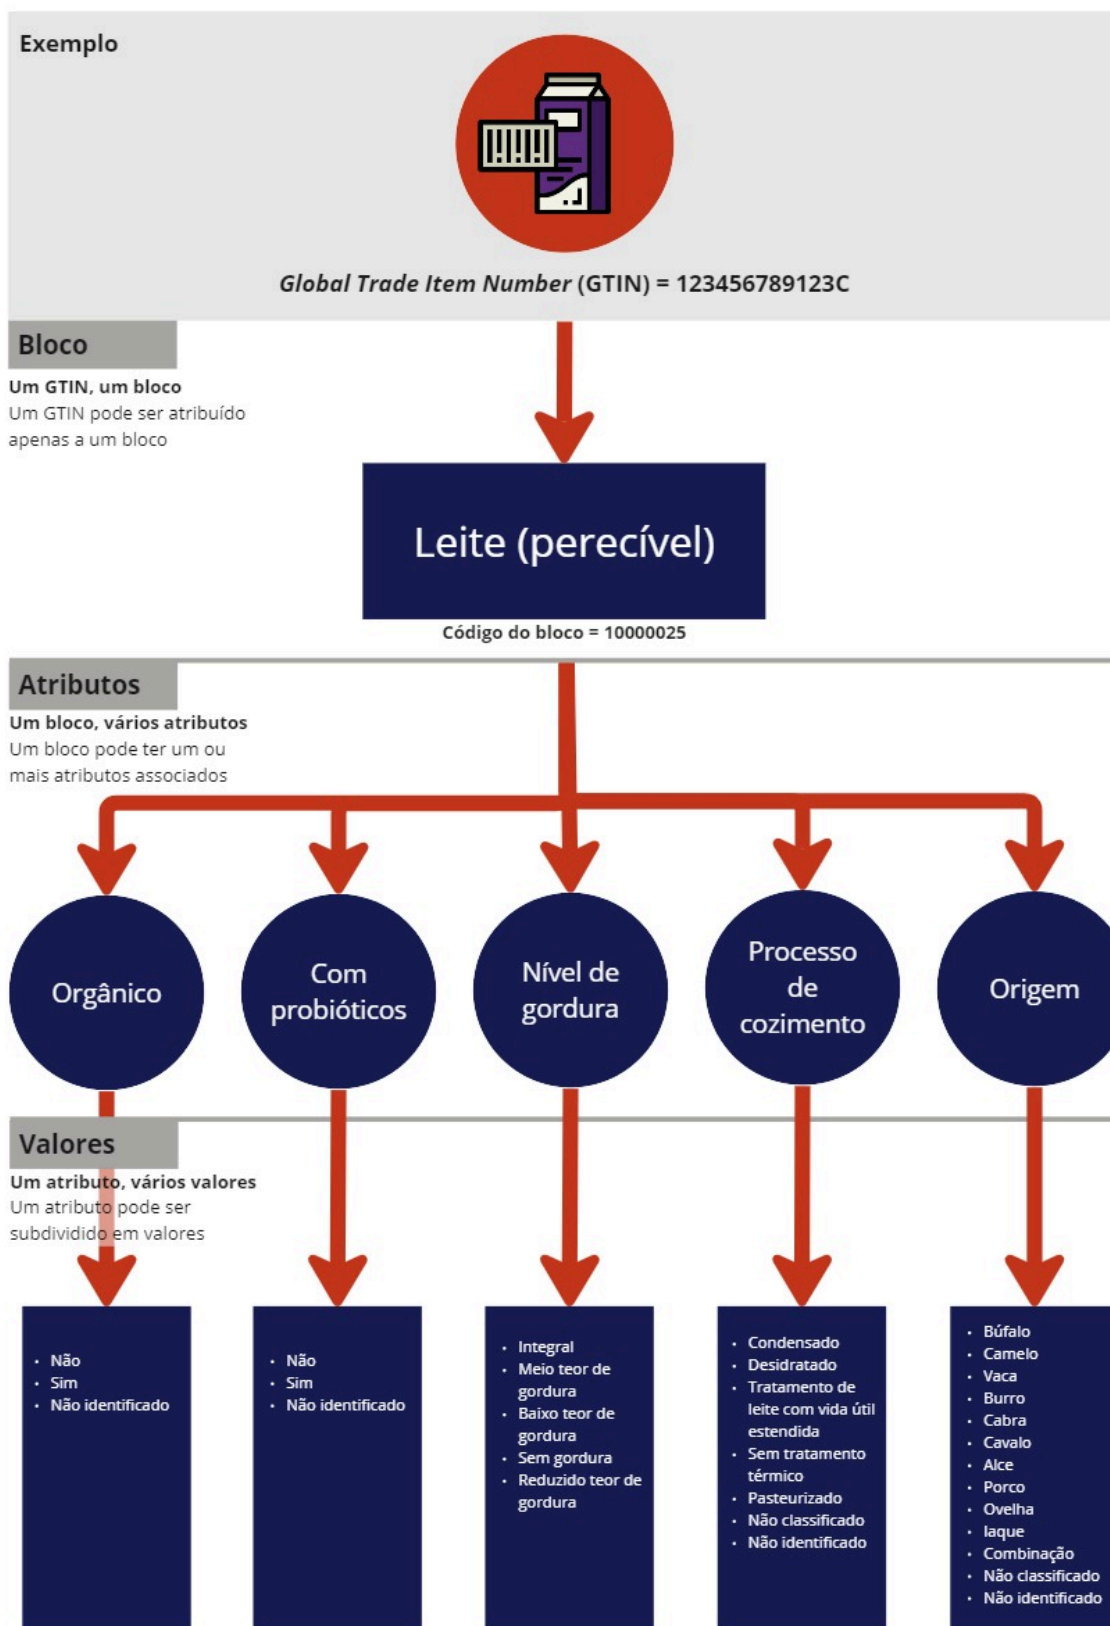 Exemplo
Global Trade Item Number (GTIN) = 123456789123C
Bloco
Um GTIN, um bloco
Um GTIN pode ser atribuído
apenas a um bloco
Leite (perecível)
Código do bloco = 10000025
Atributos
Um bloco, vários atributos
Um bloco pode ter um ou
mais atributos associados
Orgânico
Com
probióticos
Nível de
gordura
Processo
de
cozimento
Origem
Valores
Um atributo, vários valores
Um atributo pode ser
subdividido em valores
• Não
• Sim
• Não identificado
• Não
• Sim
• Não identificado
• Integral
• Meio teor de
gordura
• Baixo teor de
gordura
• Sem gordura
• Reduzido teor de
gordura
• Condensado
• Desidratado
• Tratamento de
leite com vida útil
estendida
• Sem tratamento
térmico
• Pasteurizado
• Não classificado
• Não identificado
• Búfalo
• Camelo
• Vaca
• Burro
• Cabra
• Cavalo
• Alce
• Porco
• Ovelha
• Iaque
• Combinação
• Não classificado
• Não identificado